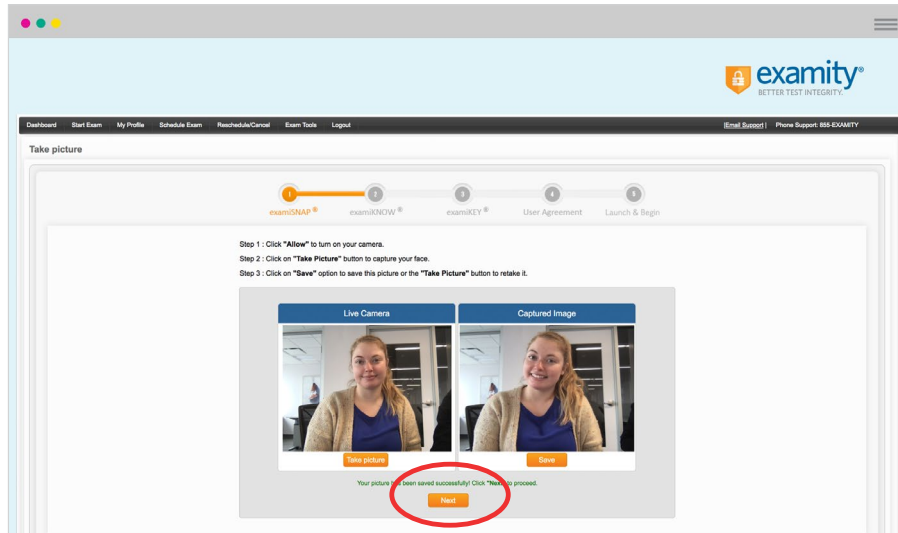 examity®
BETTER TEST INTEGRITY.
Dashboard Start Exam My Profile Schedule Exam Reschedule/Cancel Exam Tools Logout |Email Support| Phone Support: 855-EXAMITY
Take picture
1 2 3 4 5
examiSNAP ® examiKNOW ® examiKEY ® User Agreement Launch & Begin
Step 1 : Click "Allow" to turn on your camera.
Step 2 : Click on "Take Picture" button to capture your face.
Step 3 : Click on "Save" option to save this picture or the "Take Picture" button to retake it.
Live Camera Captured Image
Take picture Save
Your picture has been saved successfully! Click "Next" to proceed.
Next